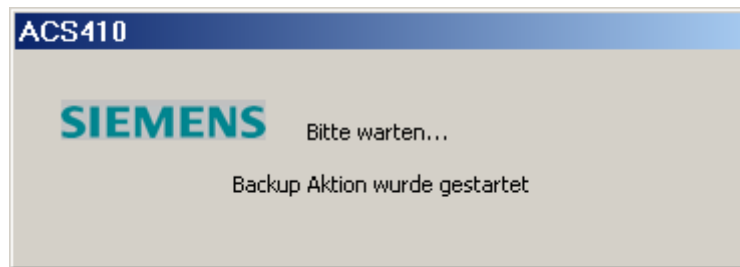 ACS410
SIEMENS Bitte warten...
Backup Aktion wurde gestartet